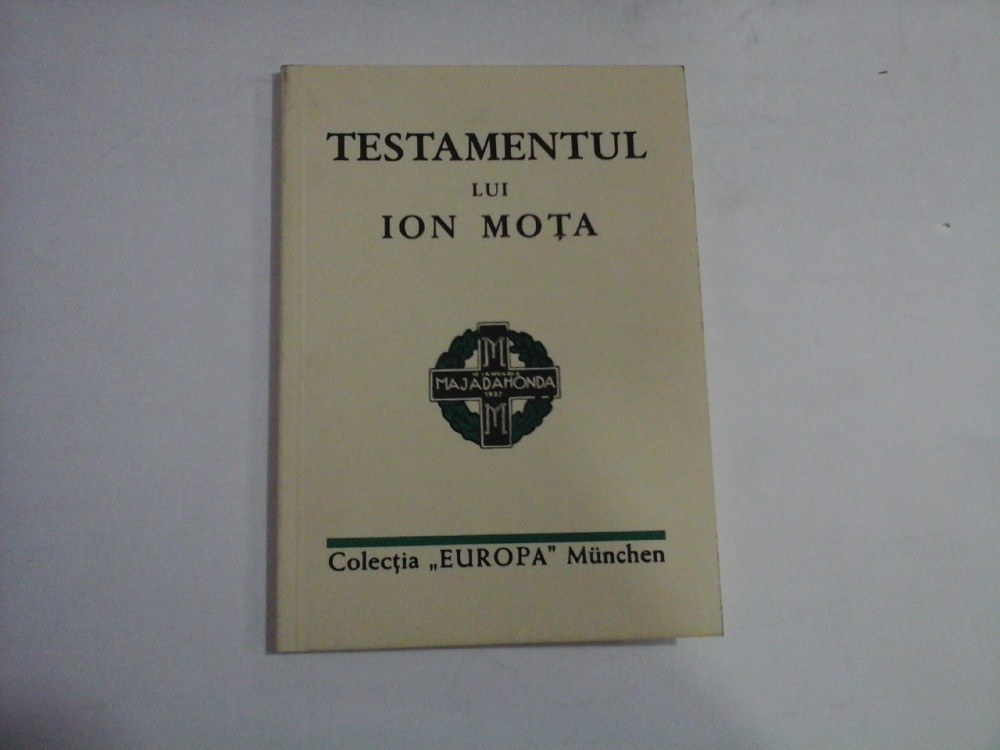 TESTAMENTUL
LUI
ION MOȚA
M
MAJADAHONDA
1937
M
Colecția „EUROPA” München